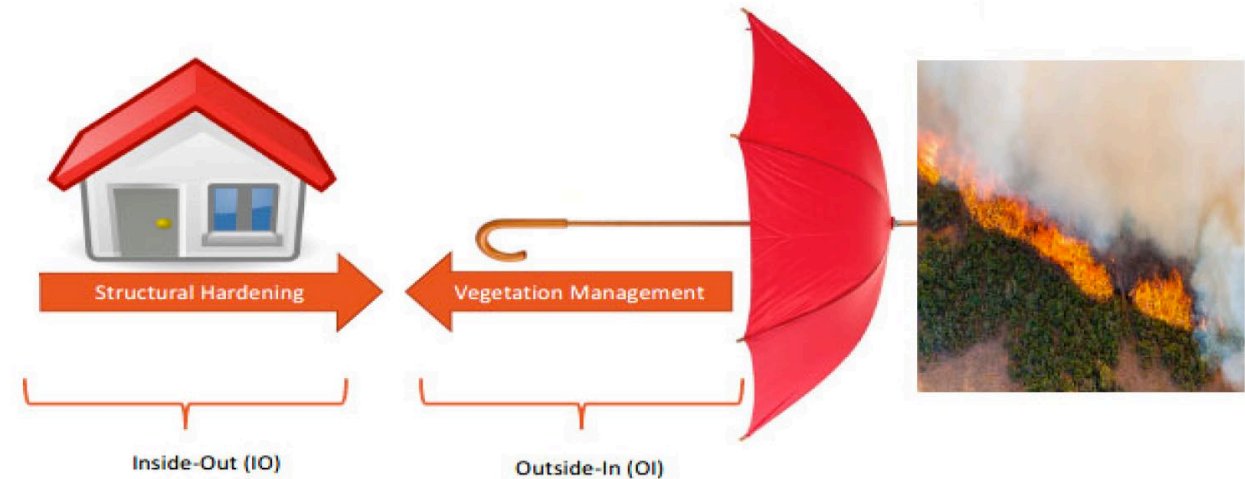 Structural Hardening
Vegetation Management
Inside-Out (IO)
Outside-In (OI)